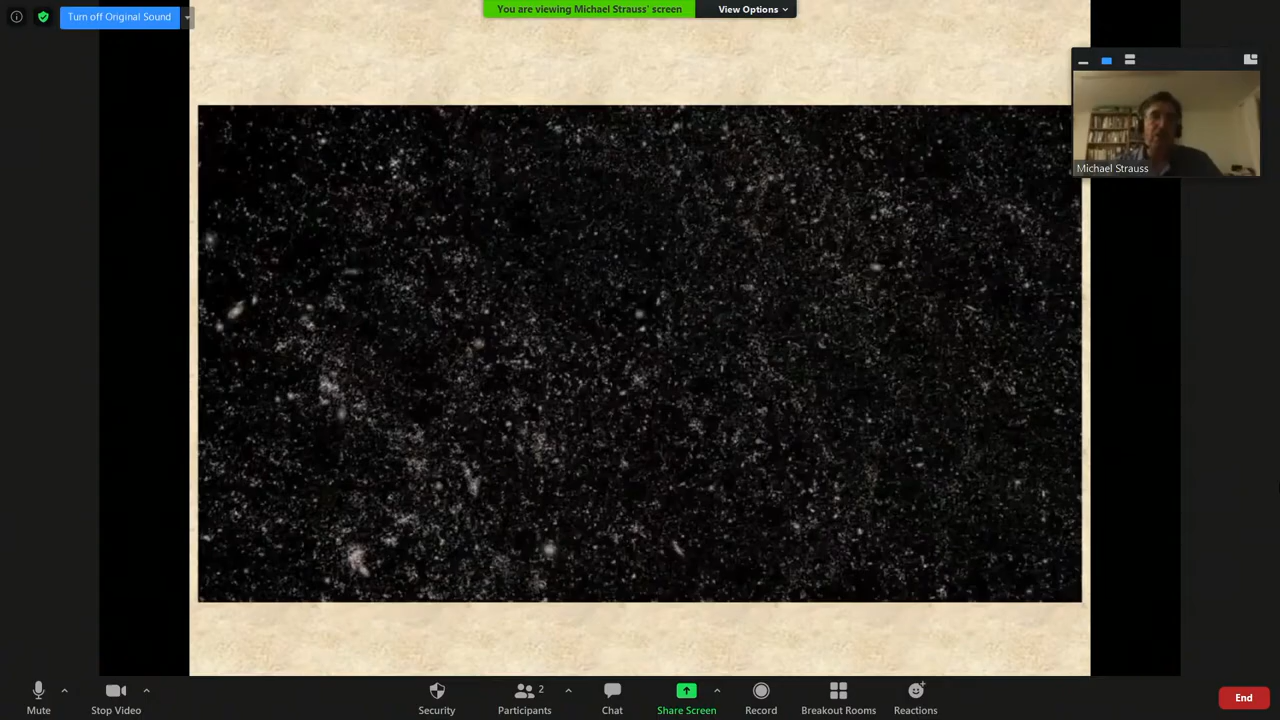 Turn off Original Sound
You are viewing Michael Strauss' screen
View Options
Michael Strauss
Mute
Stop Video
Security
Participants
2
Chat
Share Screen
Record
Breakout Rooms
Reactions
End